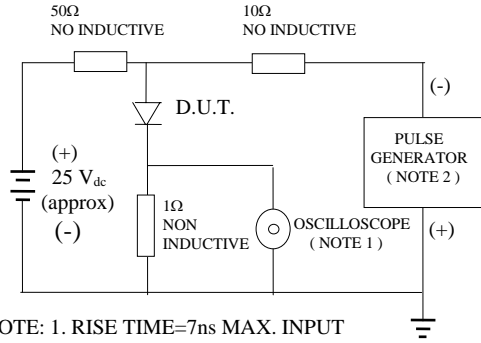 50Ω
NO INDUCTIVE
10Ω
NO INDUCTIVE
(-)
D.U.T.
PULSE
GENERATOR
( NOTE 2 )
(+)
25 Vdc
(approx)
(-)
1Ω
NON
INDUCTIVE
OSCILLOSCOPE
( NOTE 1 )
(+)
OTE: 1. RISE TIME=7ns MAX. INPUT